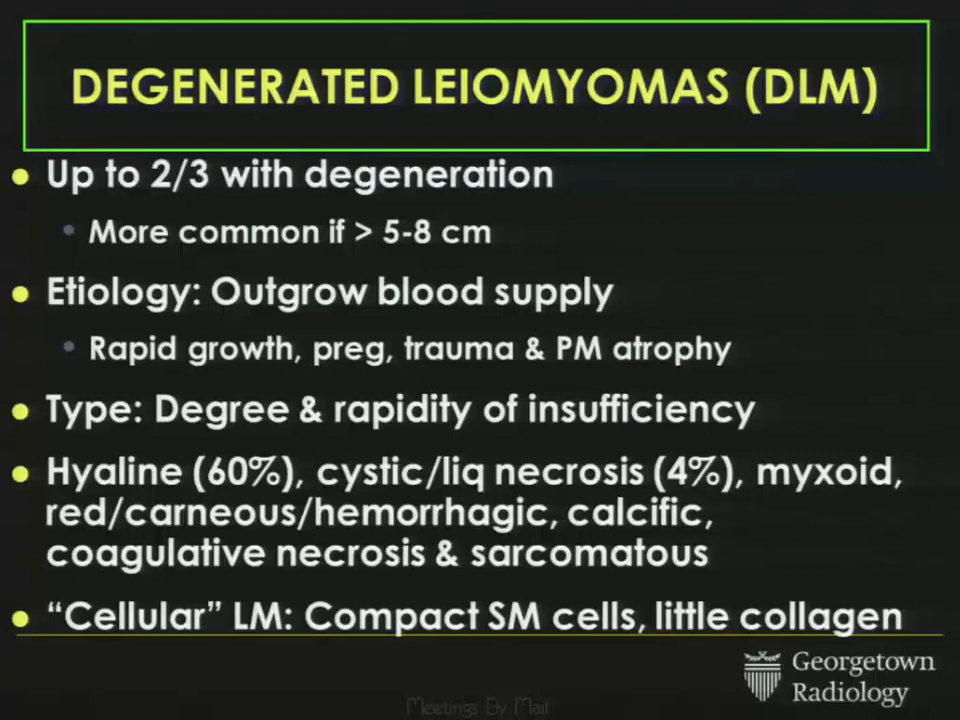 DEGENERATED LEIOMYOMAS (DLM)
● Up to 2/3 with degeneration
• More common if > 5-8 cm
● Etiology: Outgrow blood supply
• Rapid growth, preg, trauma & PM atrophy
● Type: Degree & rapidity of insufficiency
● Hyaline (60%), cystic/liq necrosis (4%), myxoid,
red/carneous/hemorrhagic, calcific,
coagulative necrosis & sarcomatous
● “Cellular” LM: Compact SM cells, little collagen
Georgetown
Radiology
Meetings By Mail